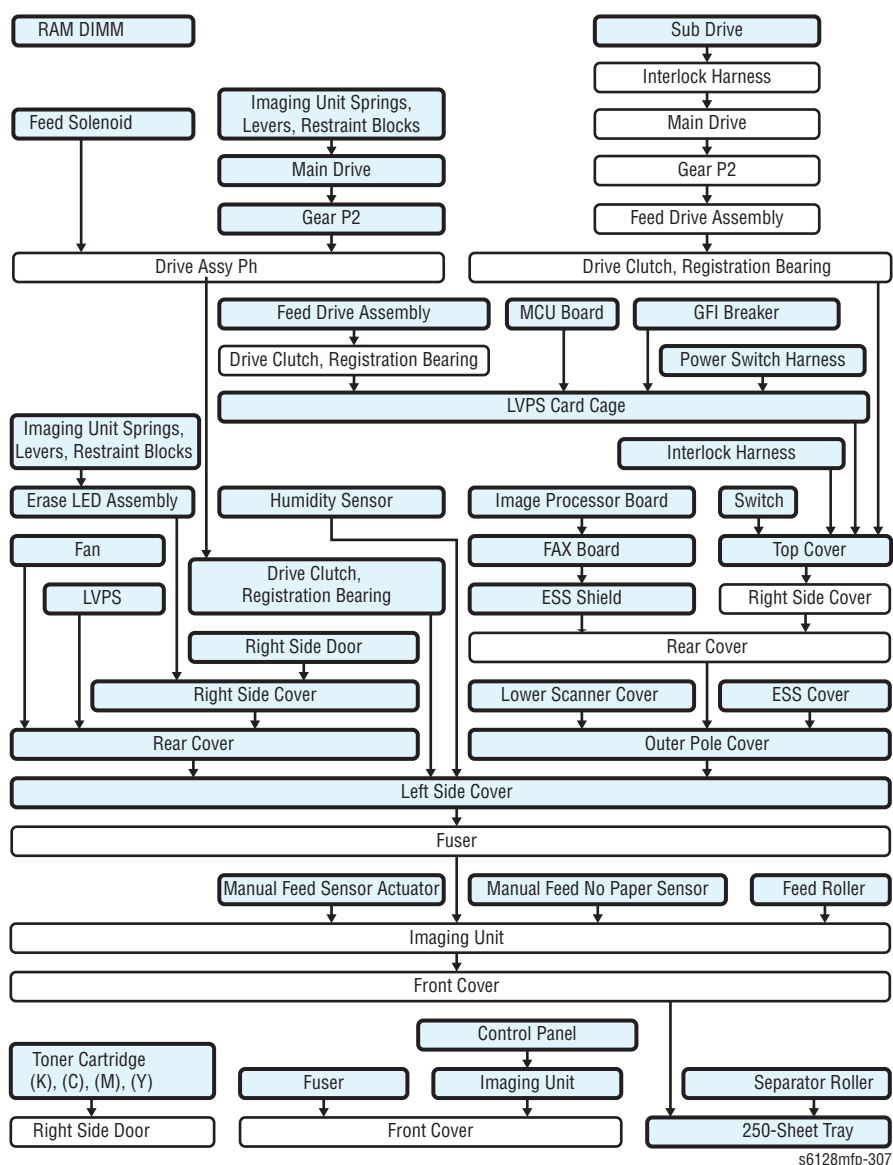 RAM DIMM
Sub Drive
Interlock Harness
Imaging Unit Springs,
Levers, Restraint Blocks
Feed Solenoid
Main Drive
Main Drive
Gear P2
Gear P2
Feed Drive Assembly
Drive Assy Ph
Drive Clutch, Registration Bearing
Feed Drive Assembly
MCU Board
GFI Breaker
Drive Clutch, Registration Bearing
Power Switch Harness
LVPS Card Cage
Imaging Unit Springs,
Levers, Restraint Blocks
Interlock Harness
Erase LED Assembly
Humidity Sensor
Image Processor Board
Switch
Fan
FAX Board
Top Cover
Drive Clutch,
Registration Bearing
LVPS
ESS Shield
Right Side Cover
Right Side Door
Rear Cover
Right Side Cover
Lower Scanner Cover
ESS Cover
Rear Cover
Outer Pole Cover
Left Side Cover
Fuser
Manual Feed Sensor Actuator
Manual Feed No Paper Sensor
Feed Roller
Imaging Unit
Front Cover
Control Panel
Toner Cartridge
(K), (C), (M), (Y)
Fuser
Imaging Unit
Separator Roller
Right Side Door
Front Cover
250-Sheet Tray
s6128mfp-307